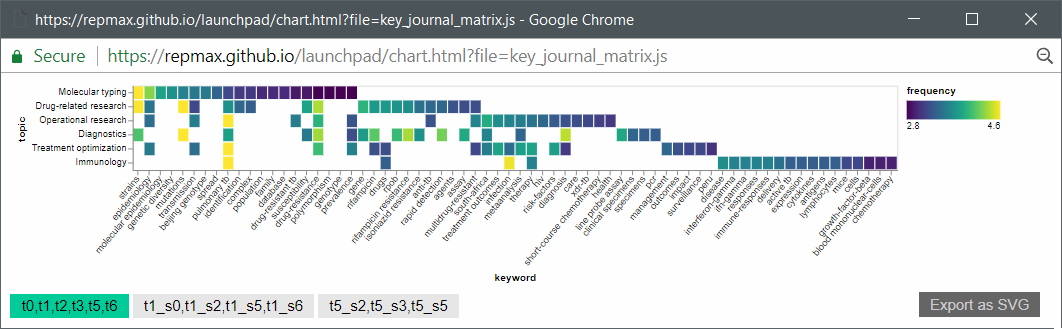 https://repmax.github.io/launchpad/chart.html?file=key_journal_matrix.js - Google Chrome
Secure
https://repmax.github.io/launchpad/chart.html?file=key_journal_matrix.js
topic
Molecular typing
Drug-related research
Operational research
Diagnostics
Treatment optimization
Immunology
frequency
2.8
4.6
strains
epidemiology
molecular epidemiology
genetic diversity
mutations
transmission
beijing genotype
spread
pulmonary tb
identification
complex
population
family
database
drug-resistant tb
susceptibility
drug-resistance
polymorphism
genotype
prevalence
gene
rifampicin
drugs
rpob
rifampicin resistance
isoniazid resistance
anti-tb
rapid detection
agents
assay
multidrug-resistant
south-africa
treatment outcomes
infection
metaanalysis
therapy
hiv
risk-factors
diagnosis
care
xdr-tb
short-course chemotherapy
health
line probe assay
clinical specimens
specimens
pcr
management
outcomes
impact
surveillance
peru
disease
interferon-gamma
ifn-gamma
responses
immune-responses
delivery
active tb
expression
cytokines
antigens
lymphocytes
mice
cells
growth-factor-beta
blood mononuclear-cells
chemotherapy
keyword
t0,t1,t2,t3,t5,t6
t1_s0,t1_s2,t1_s5,t1_s6
t5_s2,t5_s3,t5_s5
Export as SVG